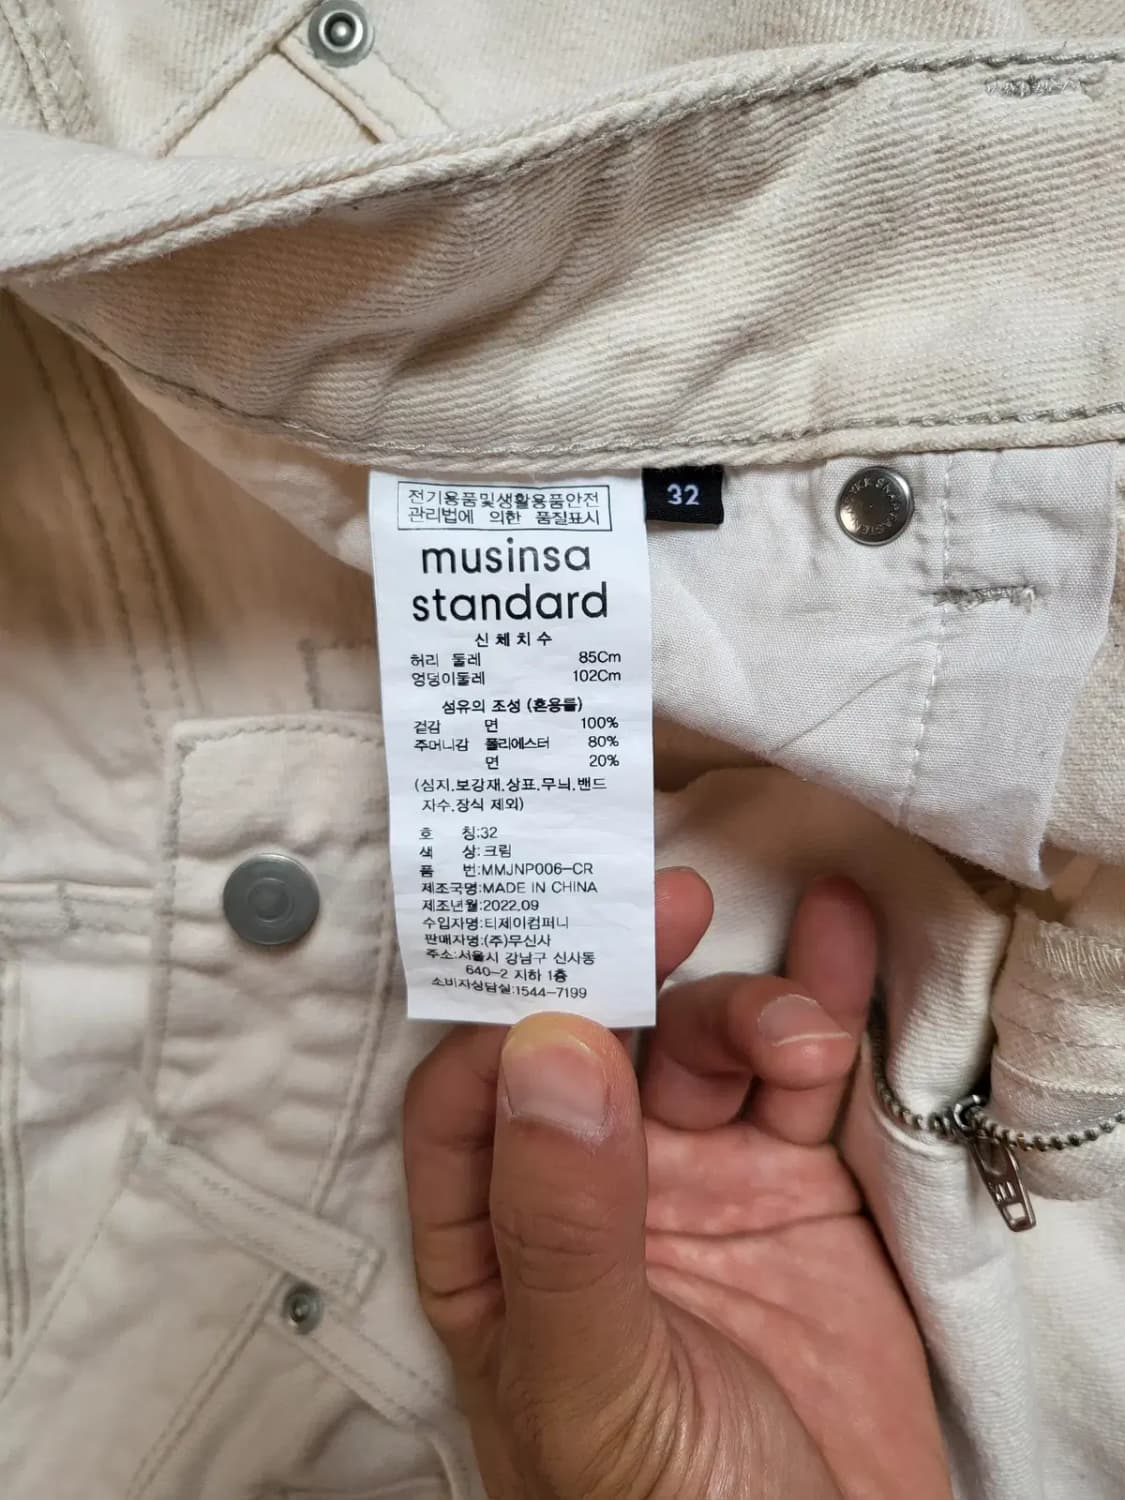 전기용품및생활용품안전
관리법에 의한 품질표시
32
musinsa
standard
신체치수
허리 둘레 85Cm
엉덩이둘레 102Cm
섬유의 조성 (혼용률)
겉감 면 100%
주머니감 폴리에스터 80%
면 20%
(심지.보강재.상표.무늬.밴드
자수.장식 제외)
호 칭:32
색 상:크림
품 번:MMJNP006-CR
제조국명:MADE IN CHINA
제조년월:2022.09
수입자명:티제이컴퍼니
판매자명:(주)무신사
주소:서울시 강남구 신사동
640-2 지하 1층
소비자상담실:1544-7199